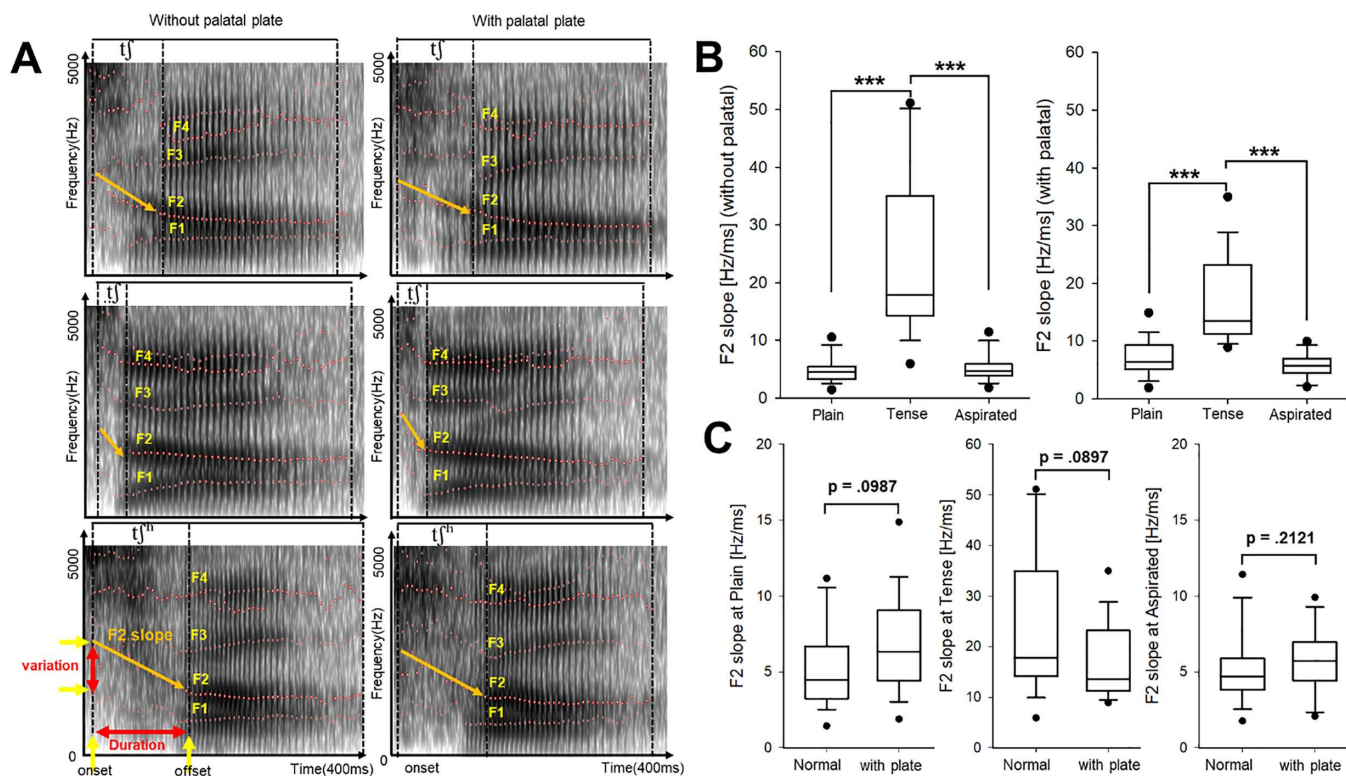 A
Without palatal plate
With palatal plate
tʃ
tʃ
5000
Frequency(Hz)
F4
F3
F2
F1
Frequency(Hz)
5000
F4
F3
F2
F1
5000
Frequency(Hz)
F4
F3
F2
F1
Frequency(Hz)
5000
F4
F3
F2
F1
tʃʰ
tʃʰ
5000
Frequency(Hz)
F4
F2 slope
F3
variation
F2
F1
Duration
0
onset
offset
Time(400ms)
Frequency(Hz)
5000
F4
F3
F2
F1
0
onset
Time(400ms)
B
F2 slope [Hz/ms] (without palatal)
60
50
40
30
20
10
0
***
***
Plain
Tense
Aspirated
F2 slope [Hz/ms] (with palatal)
60
50
40
30
20
10
0
***
***
Plain
Tense
Aspirated
C
F2 slope at Plain [Hz/ms]
20
15
10
5
0
p = .0987
Normal
with plate
F2 slope at Tense [Hz/ms]
60
50
40
30
20
10
0
p = .0897
Normal
with plate
F2 slope at Aspirated [Hz/ms]
20
15
10
5
0
p = .2121
Normal
with plate